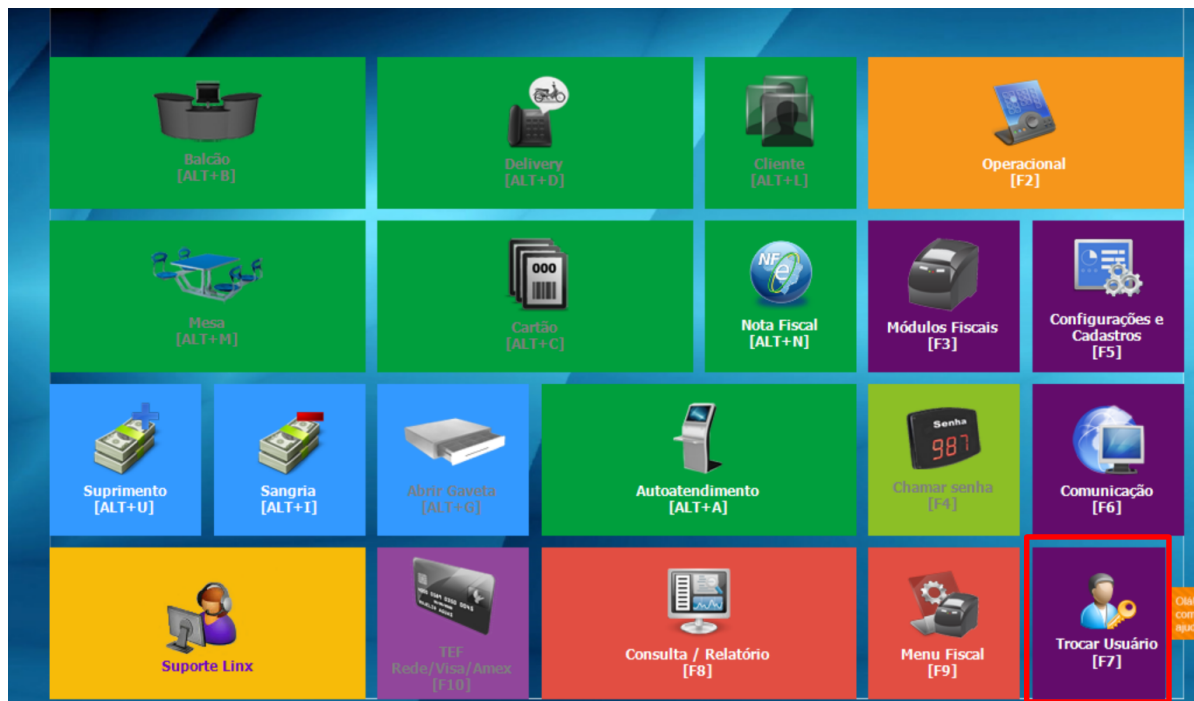 Balcão
[ALT+B]
Delivery
[ALT+D]
Cliente
[ALT+L]
Operacional
[F2]
Mesa
[ALT+M]
000
Cartão
[ALT+C]
NF
e
Nota Fiscal
[ALT+N]
Módulos Fiscais
[F3]
Configurações e
Cadastros
[F5]
Suprimento
[ALT+U]
Sangria
[ALT+I]
Abrir Gaveta
[ALT+G]
Autoatendimento
[ALT+A]
Senha
987
Chamar senha
[F4]
Comunicação
[F6]
Suporte Linx
TEF
Rede/Visa/Amex
[F10]
Consulta / Relatório
[F8]
Menu Fiscal
[F9]
Trocar Usuário
[F7]